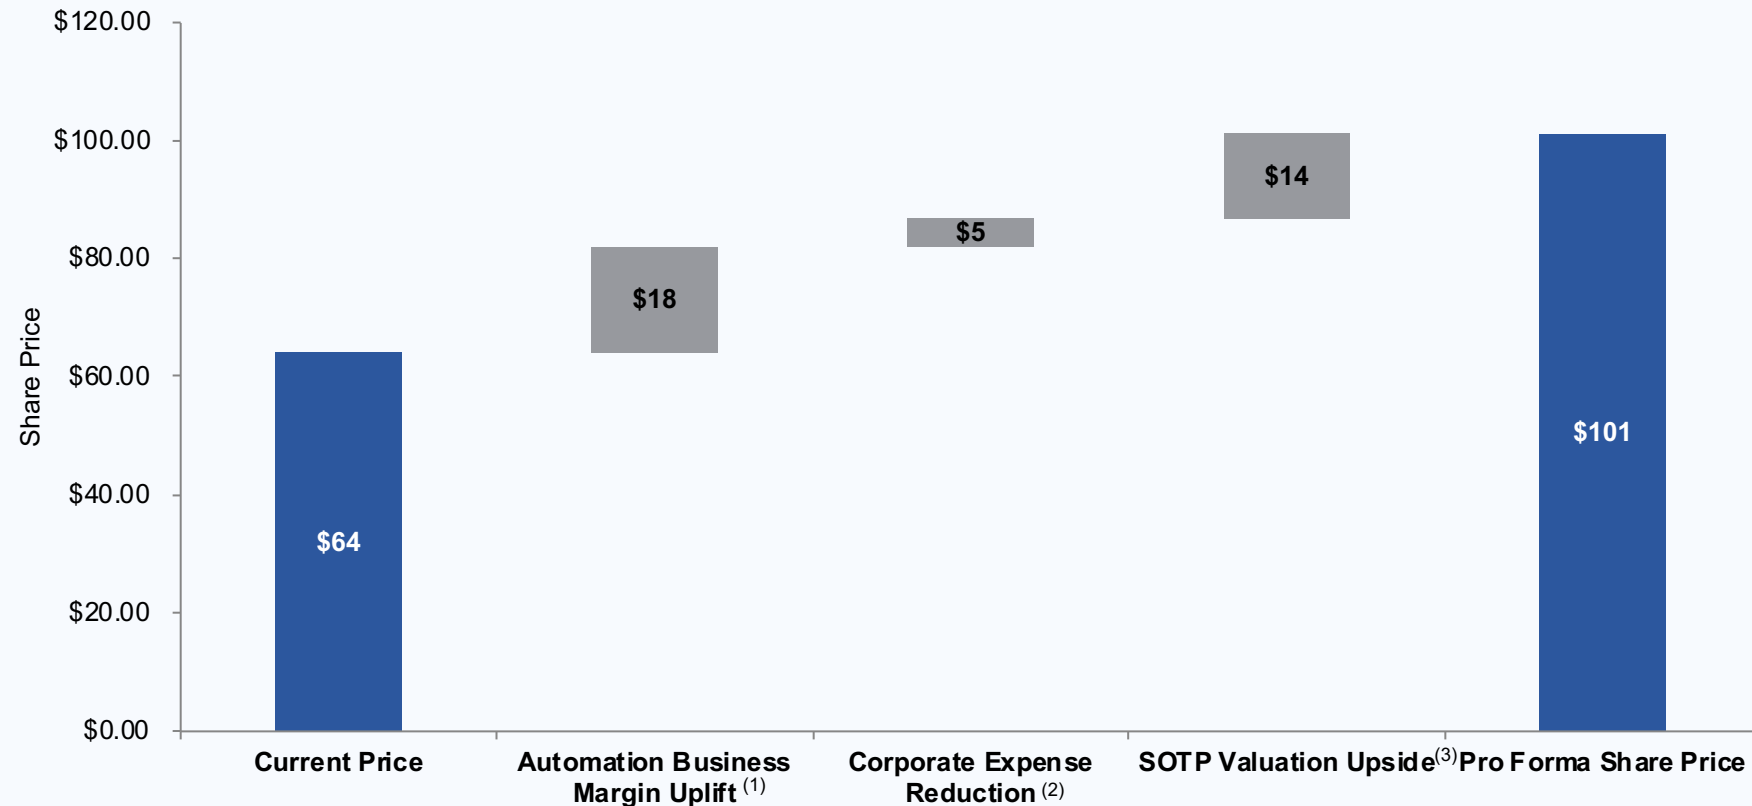 $120.00
$100.00
$80.00
$60.00
$40.00
$20.00
$0.00
Share Price
$64
$18
$5
$14
$101
Current Price
Automation Business
Margin Uplift (1)
Corporate Expense
Reduction (2)
SOTP Valuation Upside(3)
Pro Forma Share Price